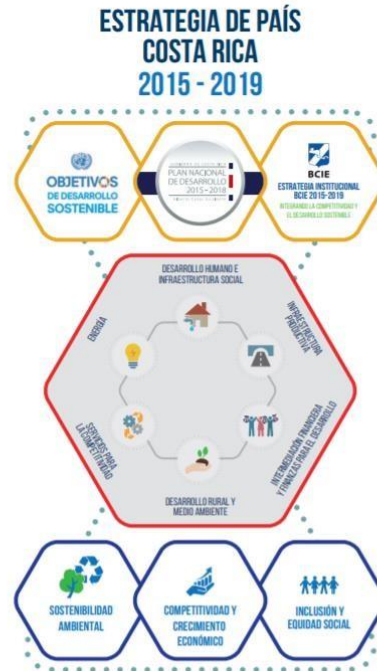 ESTRATEGIA DE PAÍS
COSTA RICA
2015 - 2019
OBJETIVOS
DE DESARROLLO
SOSTENIBLE
PLAN NACIONAL
DE DESARROLLO
2015 - 2018
BCIE
ESTRATEGIA INSTITUCIONAL
BCIE 2015-2019
INTEGRANDO LA COMPETITIVIDAD Y
EL DESARROLLO SOSTENIBLE
DESARROLLO HUMANO E
INFRAESTRUCTURA SOCIAL
ENERGÍA
INFRAESTRUCTURA
PRODUCTIVA
SERVICIOS PARA
LA COMPETITIVIDAD
INTERMEDIACIÓN FINANCIERA
Y FINANZAS PARA EL DESARROLLO
DESARROLLO RURAL Y
MEDIO AMBIENTE
SOSTENIBILIDAD
AMBIENTAL
COMPETITIVIDAD Y
CRECIMIENTO
ECONÓMICO
INCLUSIÓN Y
EQUIDAD SOCIAL